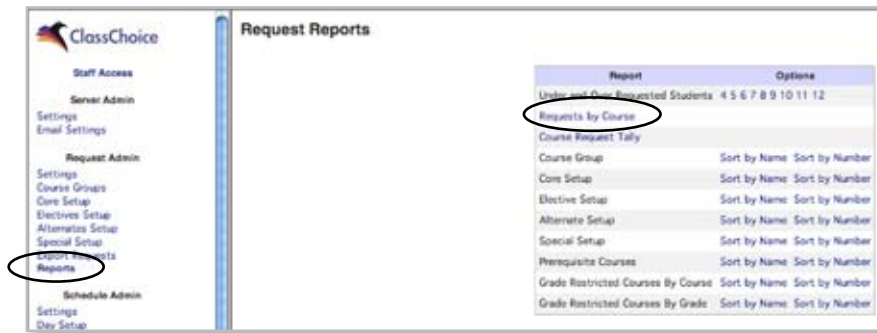 ClassChoice
Staff Access
Server Admin
Settings
Email Settings
Request Admin
Settings
Course Groups
Core Setup
Electives Setup
Alternates Setup
Special Setup
Export Requests
Reports
Schedule Admin
Settings
Day Setup
Request Reports
Report Options
Under and Over Requested Students 4 5 6 7 8 9 10 11 12
Requests by Course
Course Request Tally
Course Group Sort by Name Sort by Number
Core Setup Sort by Name Sort by Number
Elective Setup Sort by Name Sort by Number
Alternate Setup Sort by Name Sort by Number
Special Setup Sort by Name Sort by Number
Prerequisite Courses Sort by Name Sort by Number
Grade Restricted Courses By Course Sort by Name Sort by Number
Grade Restricted Courses By Grade Sort by Name Sort by Number